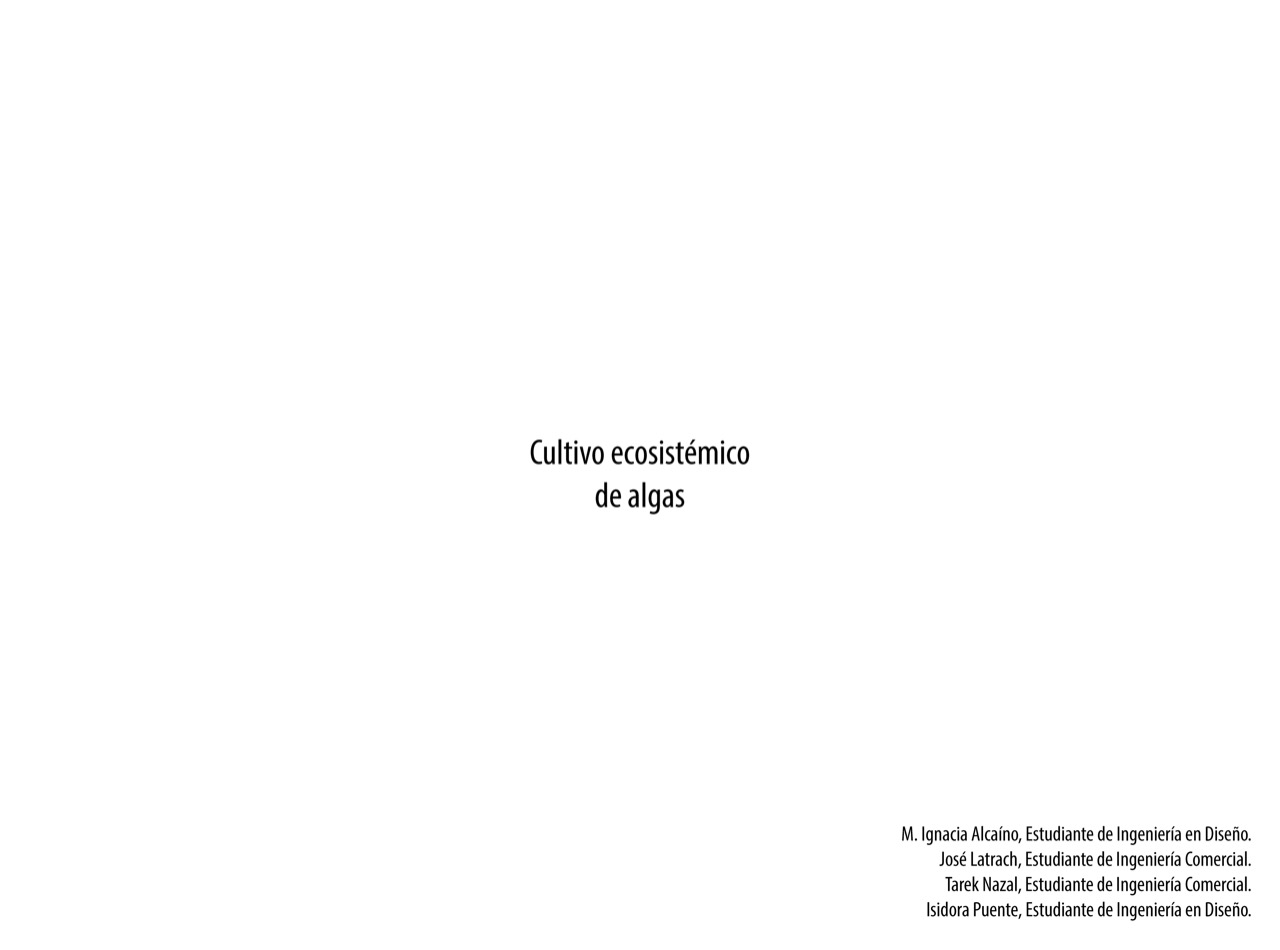 Cultivo ecosistémico
de algas
M. Ignacia Alcaíno, Estudiante de Ingeniería en Diseño.
José Latrach, Estudiante de Ingeniería Comercial.
Tarek Nazal, Estudiante de Ingeniería Comercial.
Isidora Puente, Estudiante de Ingeniería en Diseño.